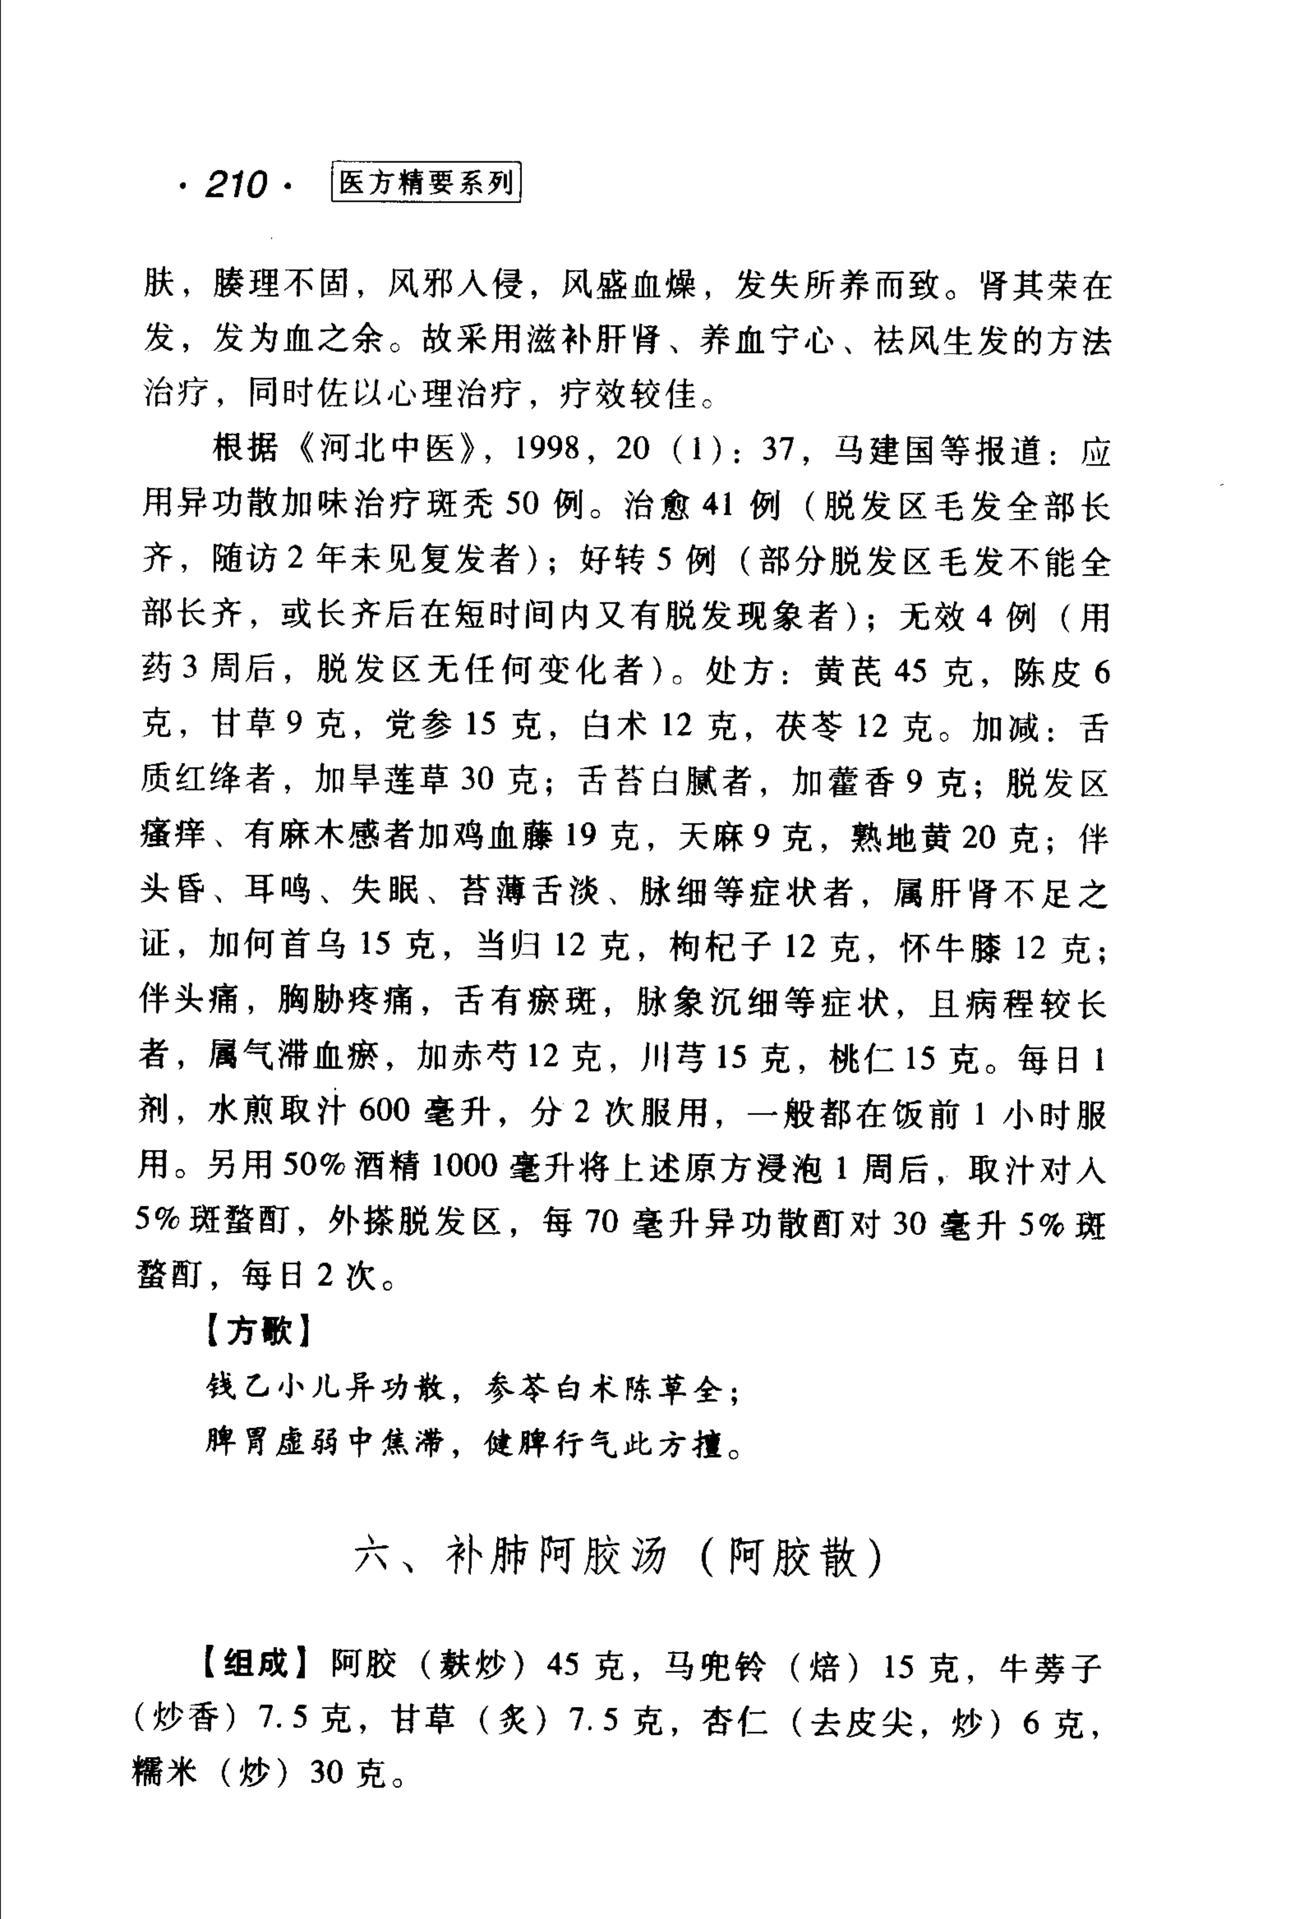 · 210 · 医方精要系列
肤，腠理不固，风邪入侵，风盛血燥，发失所养而致。肾其荣在
发，发为血之余。故采用滋补肝肾、养血宁心、祛风生发的方法
治疗，同时佐以心理治疗，疗效较佳。
根据《河北中医》，1998，20（1）：37，马建国等报道：应
用异功散加味治疗斑秃 50 例。治愈 41 例（脱发区毛发全部长
齐，随访 2 年未见复发者）；好转 5 例（部分脱发区毛发不能全
部长齐，或长齐后在短时间内又有脱发现象者）；无效 4 例（用
药 3 周后，脱发区无任何变化者）。处方：黄芪 45 克，陈皮 6
克，甘草 9 克，党参 15 克，白术 12 克，茯苓 12 克。加减：舌
质红绛者，加旱莲草 30 克；舌苔白腻者，加藿香 9 克；脱发区
瘙痒、有麻木感者加鸡血藤 19 克，天麻 9 克，熟地黄 20 克；伴
头昏、耳鸣、失眠、苔薄舌淡、脉细等症状者，属肝肾不足之
证，加何首乌 15 克，当归 12 克，枸杞子 12 克，怀牛膝 12 克；
伴头痛，胸胁疼痛，舌有瘀斑，脉象沉细等症状，且病程较长
者，属气滞血瘀，加赤芍 12 克，川芎 15 克，桃仁 15 克。每日 1
剂，水煎取汁 600 毫升，分 2 次服用，一般都在饭前 1 小时服
用。另用 50%酒精 1000 毫升将上述原方浸泡 1 周后，取汁对入
5%斑蝥酊，外搽脱发区，每 70 毫升异功散酊对 30 毫升 5%斑
蝥酊，每日 2 次。
【方歌】
钱乙小儿异功散，参苓白术陈草全；
脾胃虚弱中焦滞，健脾行气此方擅。
六、补肺阿胶汤（阿胶散）
【组成】阿胶（麸炒）45 克，马兜铃（焙）15 克，牛蒡子
（炒香）7.5 克，甘草（炙）7.5 克，杏仁（去皮尖，炒）6 克，
糯米（炒）30 克。